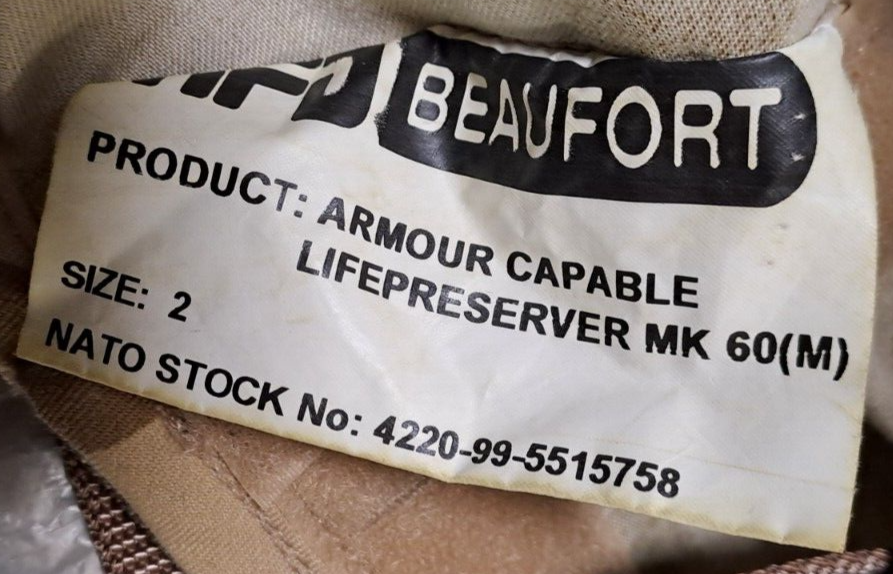 BEAUFORT
PRODUCT: ARMOUR CAPABLE
LIFEPRESERVER MK 60(M)
SIZE: 2
NATO STOCK No: 4220-99-5515758